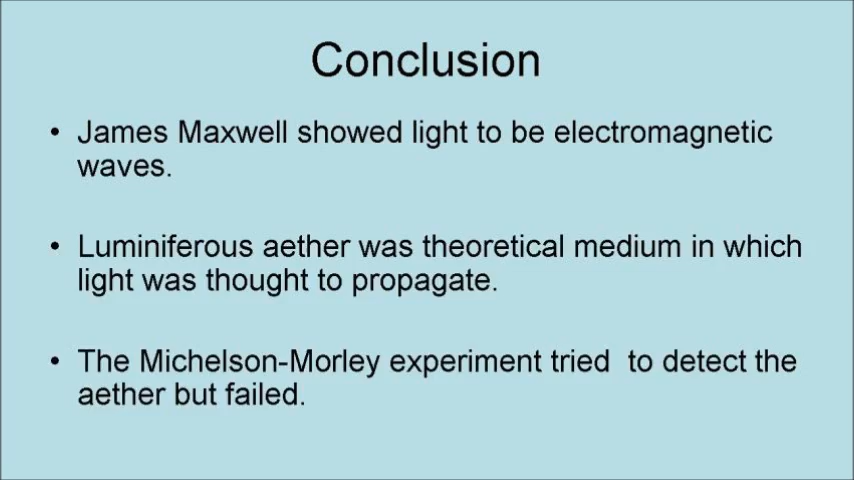 Conclusion
• James Maxwell showed light to be electromagnetic
waves.
• Luminiferous aether was theoretical medium in which
light was thought to propagate.
• The Michelson-Morley experiment tried  to detect the
aether but failed.